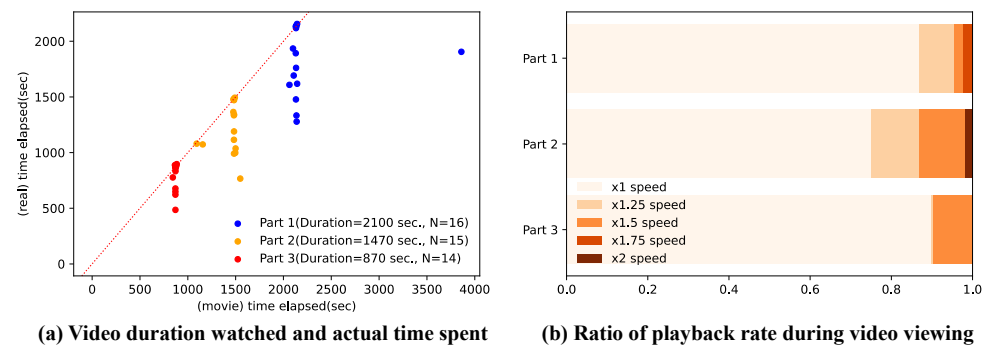 2000
1500
1000
500
0
(real) time elapsed(sec)
Part 1(Duration=2100 sec., N=16)
Part 2(Duration=1470 sec., N=15)
Part 3(Duration=870 sec., N=14)
0 500 1000 1500 2000 2500 3000 3500 4000
(movie) time elapsed(sec)
(a) Video duration watched and actual time spent
Part 1
Part 2
Part 3
x1 speed
x1.25 speed
x1.5 speed
x1.75 speed
x2 speed
0.0 0.2 0.4 0.6 0.8 1.0
(b) Ratio of playback rate during video viewing